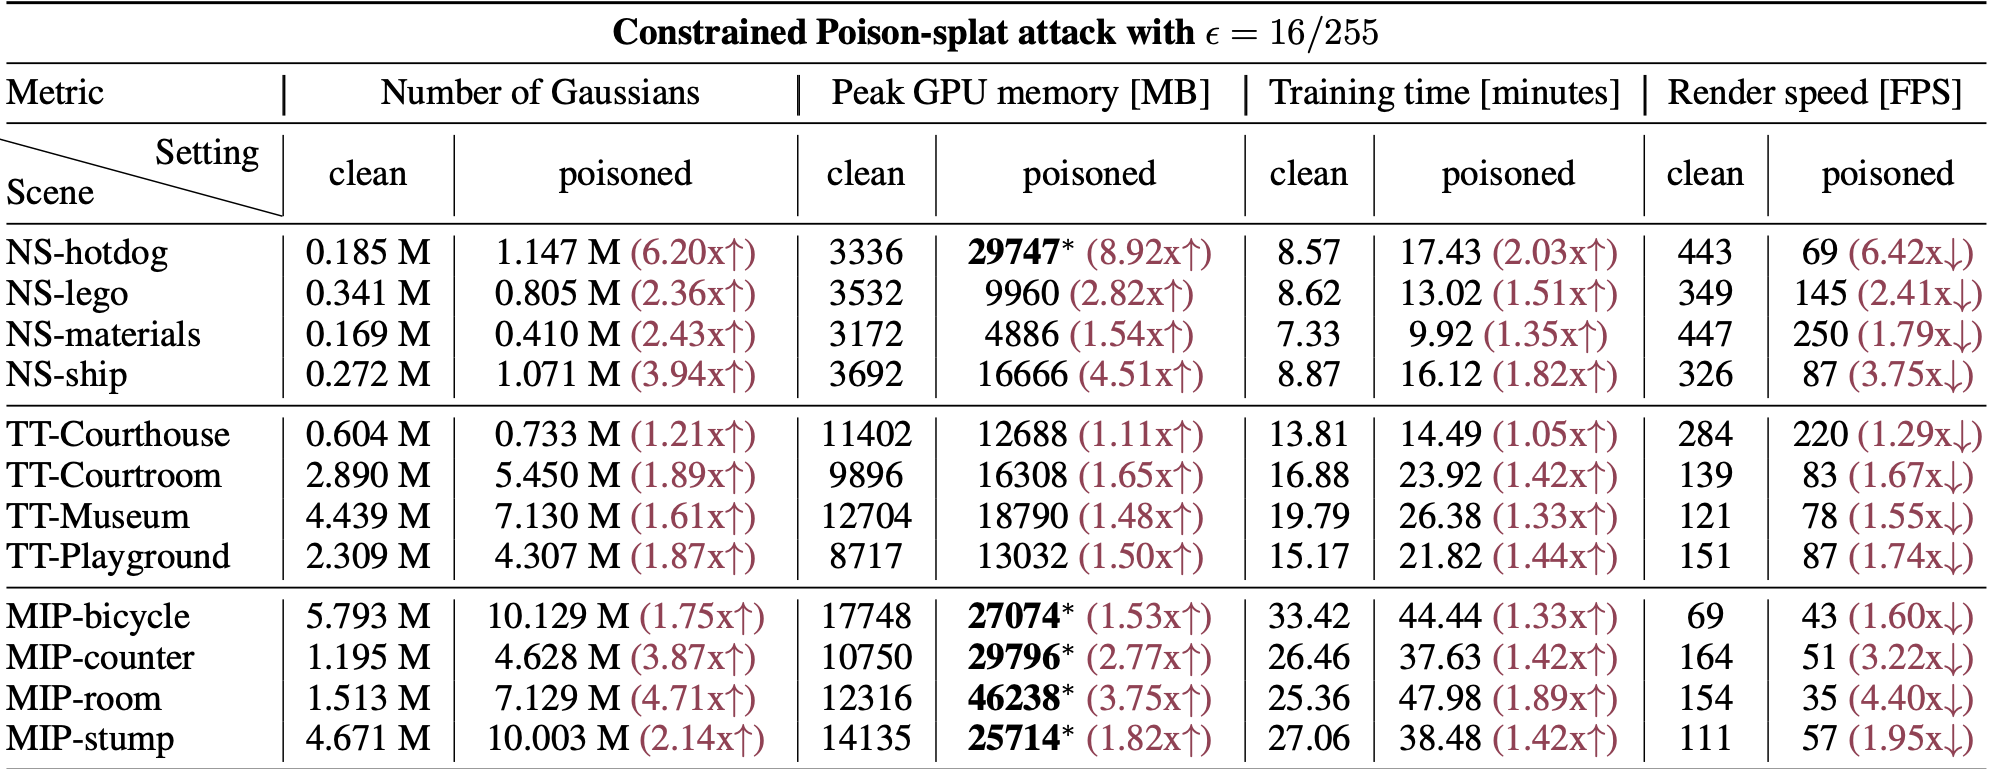 Constrained Poison-splat attack with ϵ = 16/255
Metric Number of Gaussians Peak GPU memory [MB] Training time [minutes] Render speed [FPS]
Setting
Scene clean poisoned clean poisoned clean poisoned clean poisoned
NS-hotdog 0.185 M 1.147 M (6.20x↑) 3336 29747* (8.92x↑) 8.57 17.43 (2.03x↑) 443 69 (6.42x↓)
NS-lego 0.341 M 0.805 M (2.36x↑) 3532 9960 (2.82x↑) 8.62 13.02 (1.51x↑) 349 145 (2.41x↓)
NS-materials 0.169 M 0.410 M (2.43x↑) 3172 4886 (1.54x↑) 7.33 9.92 (1.35x↑) 447 250 (1.79x↓)
NS-ship 0.272 M 1.071 M (3.94x↑) 3692 16666 (4.51x↑) 8.87 16.12 (1.82x↑) 326 87 (3.75x↓)
TT-Courthouse 0.604 M 0.733 M (1.21x↑) 11402 12688 (1.11x↑) 13.81 14.49 (1.05x↑) 284 220 (1.29x↓)
TT-Courtroom 2.890 M 5.450 M (1.89x↑) 9896 16308 (1.65x↑) 16.88 23.92 (1.42x↑) 139 83 (1.67x↓)
TT-Museum 4.439 M 7.130 M (1.61x↑) 12704 18790 (1.48x↑) 19.79 26.38 (1.33x↑) 121 78 (1.55x↓)
TT-Playground 2.309 M 4.307 M (1.87x↑) 8717 13032 (1.50x↑) 15.17 21.82 (1.44x↑) 151 87 (1.74x↓)
MIP-bicycle 5.793 M 10.129 M (1.75x↑) 17748 27074* (1.53x↑) 33.42 44.44 (1.33x↑) 69 43 (1.60x↓)
MIP-counter 1.195 M 4.628 M (3.87x↑) 10750 29796* (2.77x↑) 26.46 37.63 (1.42x↑) 164 51 (3.22x↓)
MIP-room 1.513 M 7.129 M (4.71x↑) 12316 46238* (3.75x↑) 25.36 47.98 (1.89x↑) 154 35 (4.40x↓)
MIP-stump 4.671 M 10.003 M (2.14x↑) 14135 25714* (1.82x↑) 27.06 38.48 (1.42x↑) 111 57 (1.95x↓)